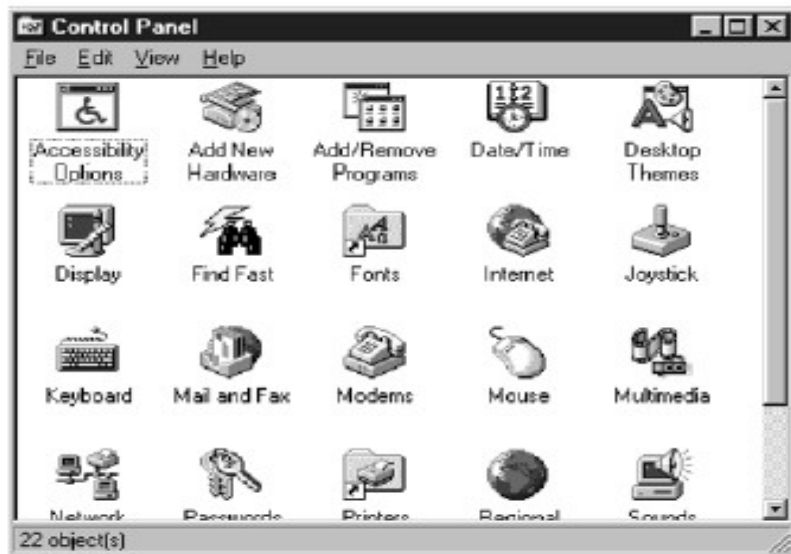 Control Panel
File Edit View Help
Accessibility Options
Add New Hardware
Add/Remove Programs
Date/Time
Desktop Themes
Display
Find Fast
Fonts
Internet
Joystick
Keyboard
Mail and Fax
Modems
Mouse
Multimedia
Network
Passwords
Printers
Regional
Sounds
22 object(s)